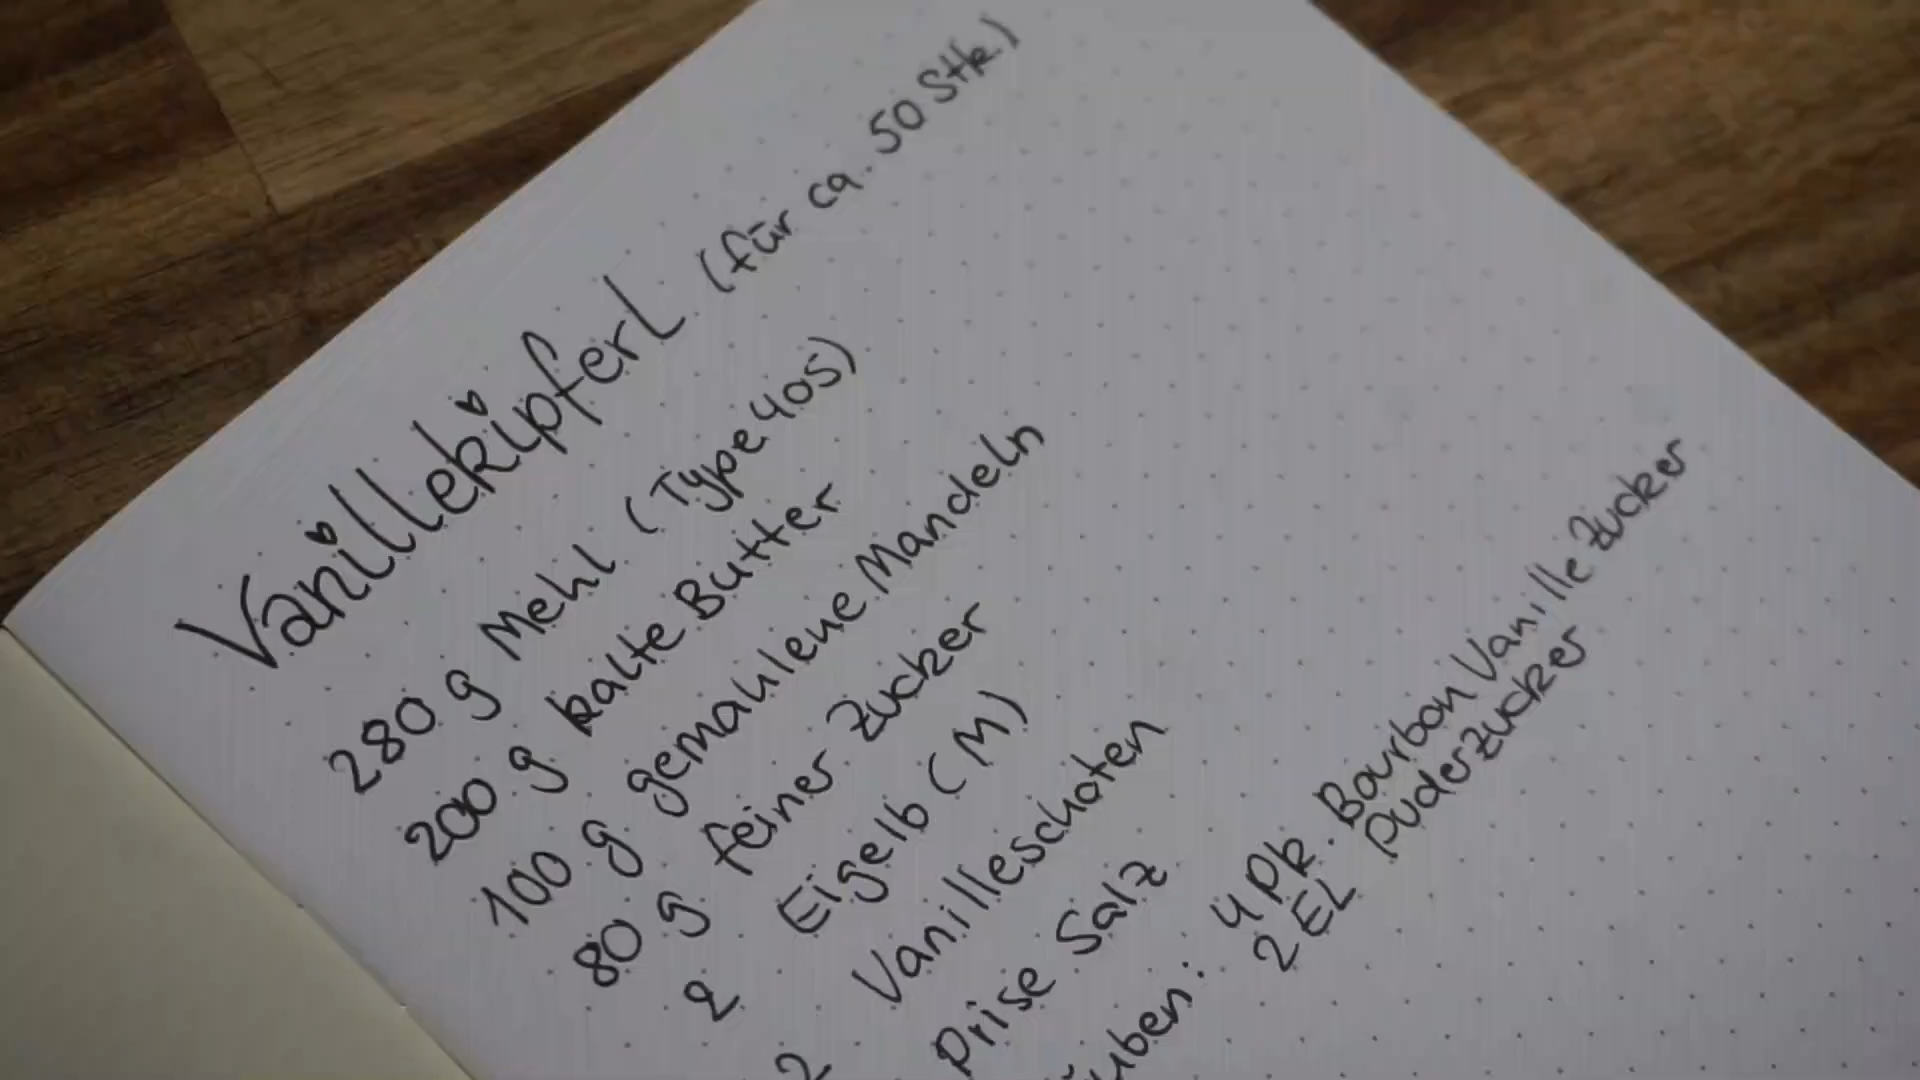 Vanillekipferl (für ca. 50 Stk)
280 g Mehl (Type 405)
200 g kalte Butter
100 g gemahlene Mandeln
80 g feiner Zucker
2 Eigelb (M)
2 Vanilleschoten
Prise Salz
4 Pk. Bourbon Vanille Zucker
2 EL Puderzucker